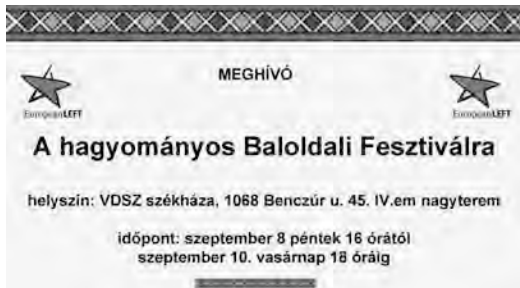 MEGHÍVÓ
EuropeanLEFT
EuropeanLEFT
A hagyományos Baloldali Fesztiválra
helyszín: VDSZ székháza, 1068 Benczúr u. 45. IV.em nagyterem
időpont: szeptember 8 péntek 16 órától
szeptember 10. vasárnap 18 óráig